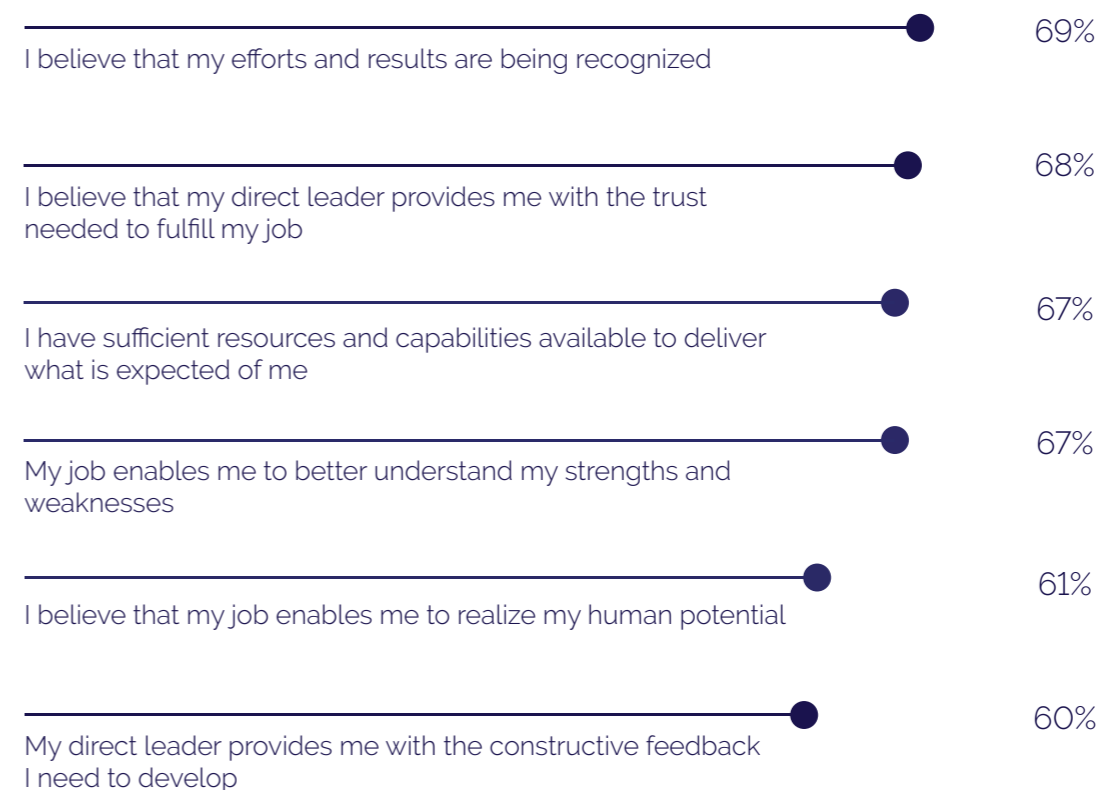 69%
I believe that my efforts and results are being recognized
68%
I believe that my direct leader provides me with the trust
needed to fulfill my job
67%
I have sufficient resources and capabilities available to deliver
what is expected of me
67%
My job enables me to better understand my strengths and
weaknesses
61%
I believe that my job enables me to realize my human potential
60%
My direct leader provides me with the constructive feedback
I need to develop